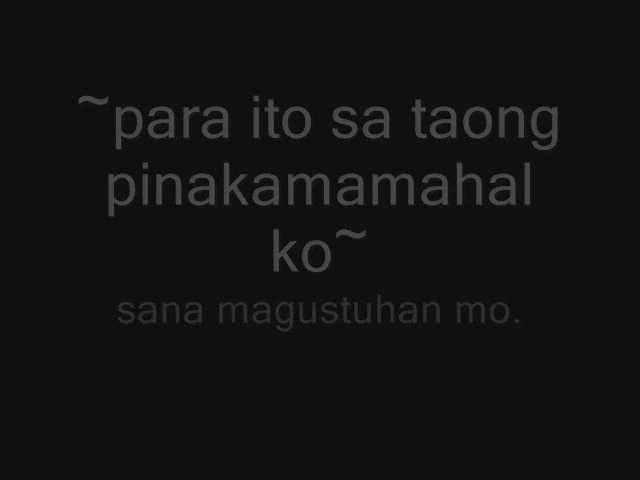 ~para ito sa taong
pinakamamahal
ko~
sana magustuhan mo.